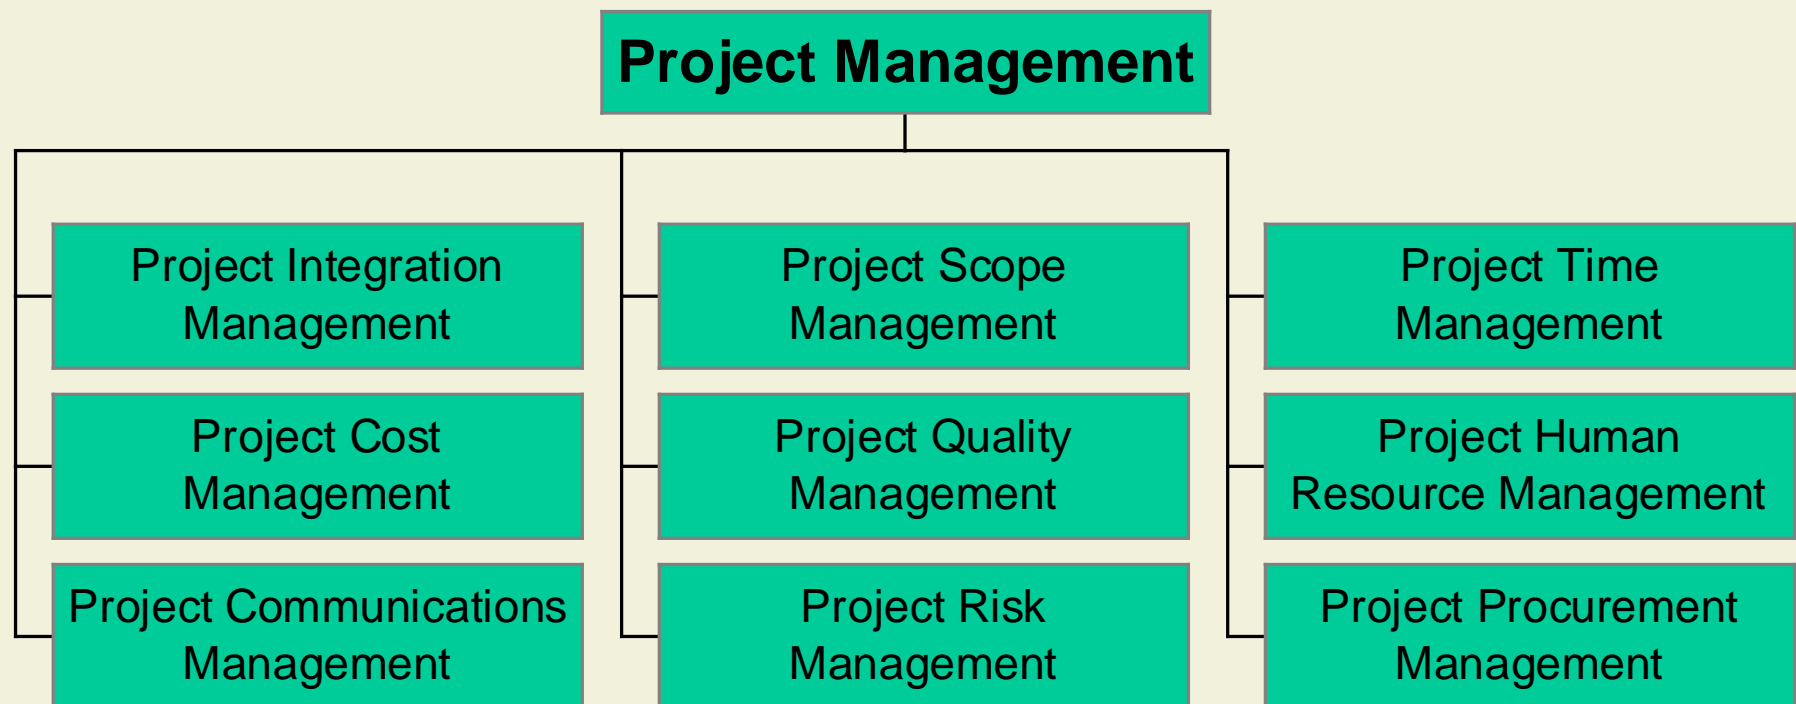 Project Management
Project Integration
Management
Project Scope
Management
Project Time
Management
Project Cost
Management
Project Quality
Management
Project Human
Resource Management
Project Communications
Management
Project Risk
Management
Project Procurement
Management